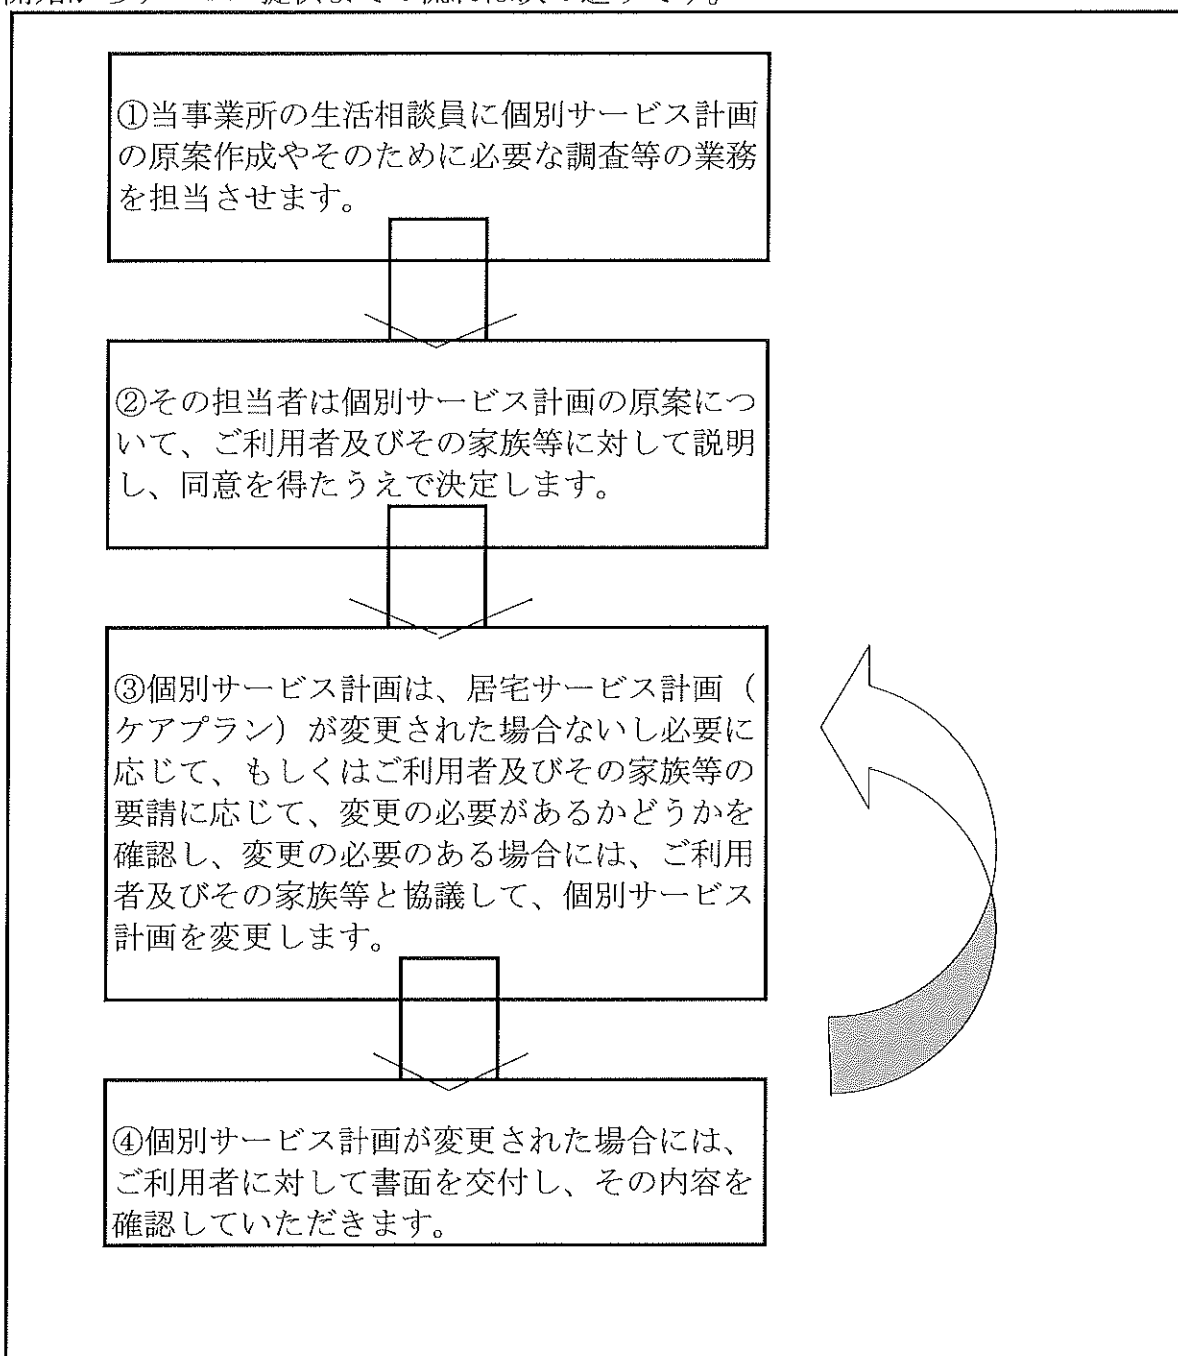 ①当事業所の生活相談員に個別サービス計画
の原案作成やそのために必要な調査等の業務
を担当させます。
②その担当者は個別サービス計画の原案につ
いて、ご利用者及びその家族等に対して説明
し、同意を得たうえで決定します。
③個別サービス計画は、居宅サービス計画（
ケアプラン）が変更された場合ないし必要に
応じて、もしくはご利用者及びその家族等の
要請に応じて、変更の必要があるかどうかを
確認し、変更の必要のある場合には、ご利用
者及びその家族等と協議して、個別サービス
計画を変更します。
④個別サービス計画が変更された場合には、
ご利用者に対して書面を交付し、その内容を
確認していただきます。